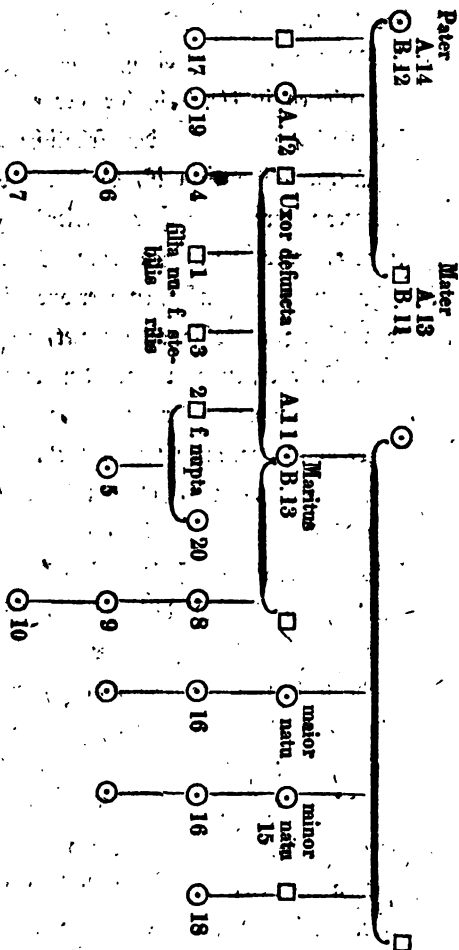 Pater Mater
A. 14 A. 13
B. 12 B. 11
Maritus maior minor
A. 12 Uxor defuncta A. 11 B. 13 natu natu
15
17 19 4 1 3 2 f. nupta 20 8 16 16 18
filia nu- f. ste-
bilis rilis
6 5 9
7 10